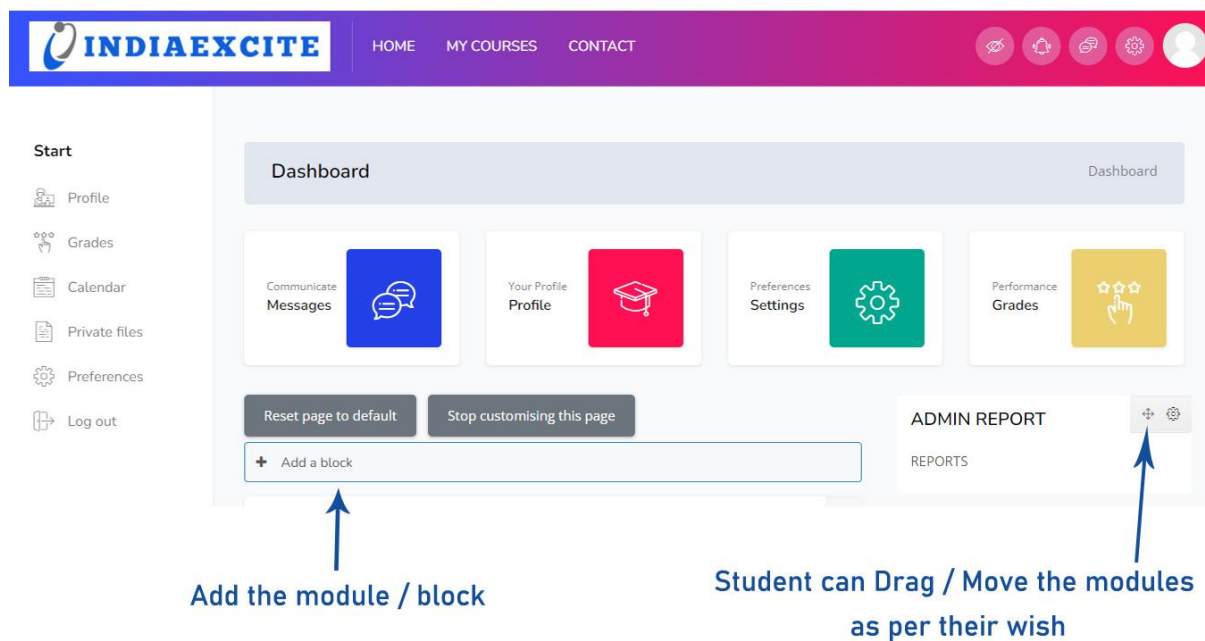 INDIAEXCITE
HOME MY COURSES CONTACT
Start
Profile
Grades
Calendar
Private files
Preferences
Log out
Dashboard
Dashboard
Communicate
Messages
Your Profile
Profile
Preferences
Settings
Performance
Grades
Reset page to default
Stop customising this page
+ Add a block
ADMIN REPORT
REPORTS
Add the module / block
Student can Drag / Move the modules
as per their wish